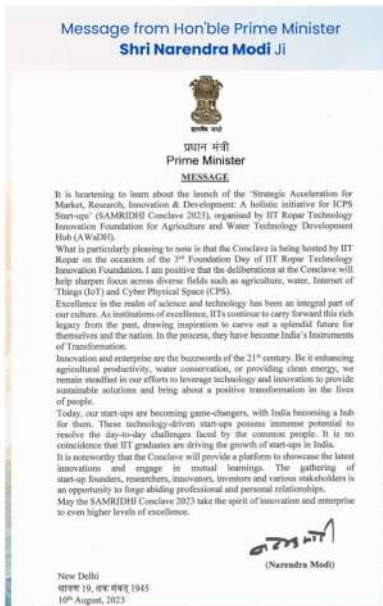 Message from Hon'ble Prime Minister
Shri Narendra Modi Ji
प्रधान मंत्री
Prime Minister
MESSAGE
It is heartening to learn about the launch of the 'Strategic Acceleration for
Market, Research, Innovation & Development: A holistic initiative for ICPS
Start-ups' (SAMRIDHI Conclave 2023), organised by IIT Ropar Technology
Innovation Foundation for Agriculture and Water Technology Development
Hub (AWaDH).
What is particularly pleasing to note is that the Conclave is being hosted by IIT
Ropar on the occasion of the 3rd Foundation Day of IIT Ropar Technology
Innovation Foundation. I am positive that the deliberations at the Conclave will
help sharpen focus across diverse fields such as agriculture, water, Internet of
Things (IoT) and Cyber Physical Space (CPS).
Excellence in the realm of science and technology has been an integral part of
our culture. As institutions of excellence, IITs continue to carry forward this rich
legacy from the past, drawing inspiration to carve out a splendid future for
themselves and the nation. In the process, they have become India's Instruments
of Transformation.
Innovation and enterprise are the buzzwords of the 21st century. Be it enhancing
agricultural productivity, water conservation, or providing clean energy, we
remain steadfast in our efforts to leverage technology and innovation to provide
sustainable solutions and bring about a positive transformation in the lives
of people.
Today, our start-ups are becoming game-changers, with India becoming a hub
for them. These technology-driven start-ups possess immense potential to
resolve the day-to-day challenges faced by the common people. It is no
coincidence that IIT graduates are driving the growth of start-ups in India.
It is noteworthy that the Conclave will provide a platform to showcase the latest
innovations and engage in mutual learnings. The gathering of
start-up founders, researchers, innovators, investors and various stakeholders is
an opportunity to forge abiding professional and personal relationships.
May the SAMRIDHI Conclave 2023 take the spirit of innovation and enterprise
to even higher levels of excellence.
(Narendra Modi)
New Delhi
श्रावण 19, शक संवत् 1945
10th August, 2023